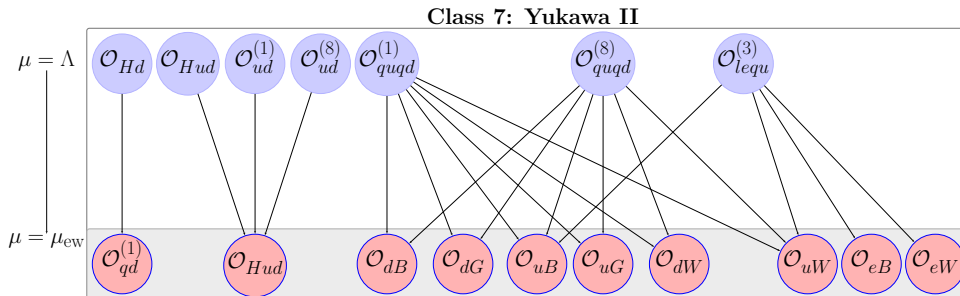 Class 7: Yukawa II
μ = Λ
𝒪_{Hd} 𝒪_{Hud} 𝒪_{ud}^{(1)} 𝒪_{ud}^{(8)} 𝒪_{quqd}^{(1)} 𝒪_{quqd}^{(8)} 𝒪_{lequ}^{(3)}
μ = μ_{ew}
𝒪_{qd}^{(1)} 𝒪_{Hud} 𝒪_{dB} 𝒪_{dG} 𝒪_{uB} 𝒪_{uG} 𝒪_{dW} 𝒪_{uW} 𝒪_{eB} 𝒪_{eW}